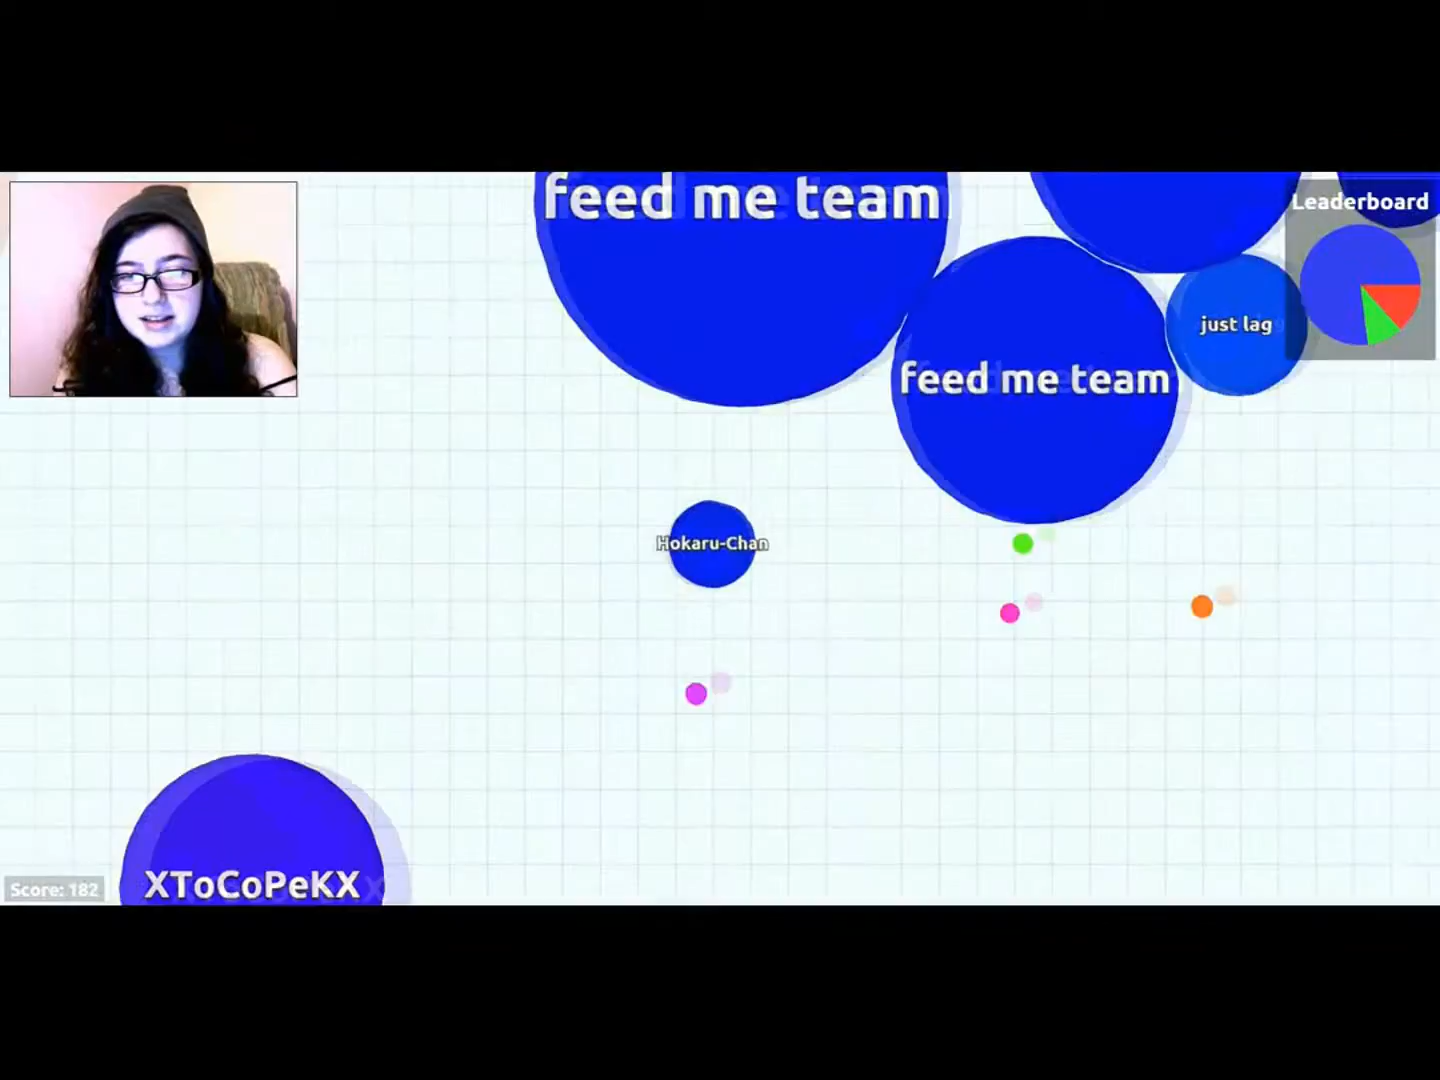 feed me team
Leaderboard
just lag
feed me team
Hokaru-Chan
XToCoPeKX
Score: 182